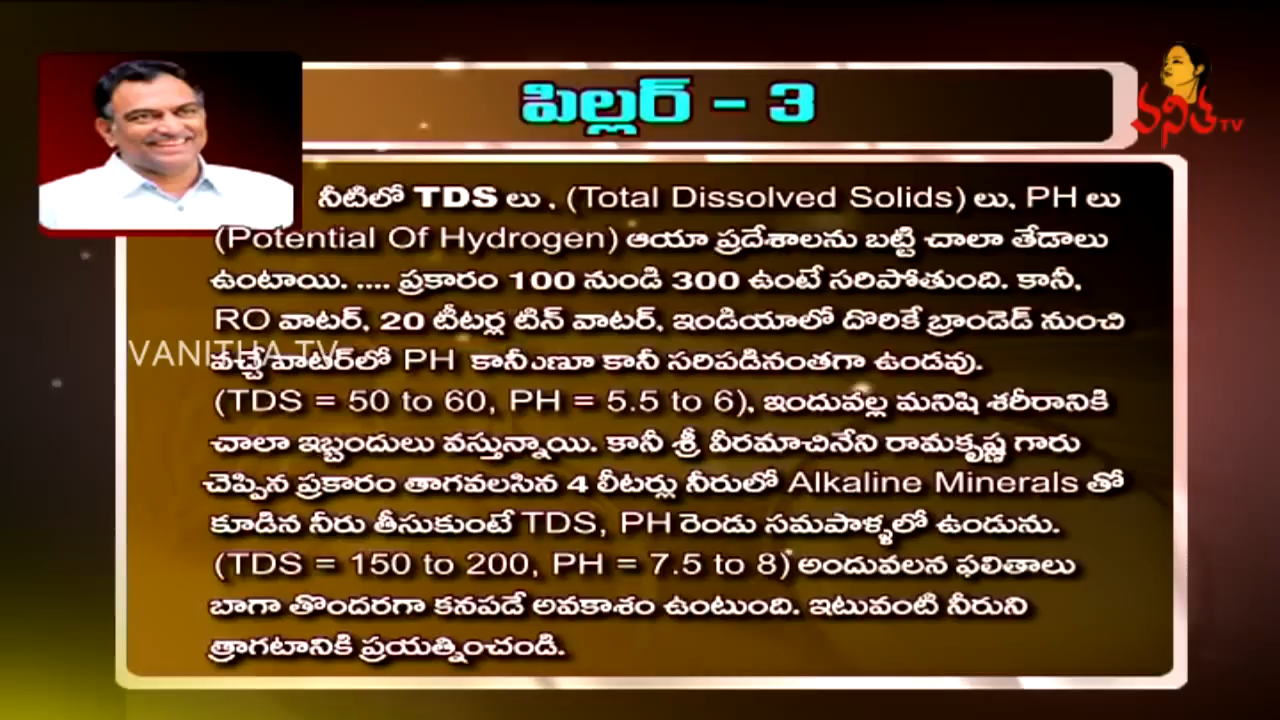 పిల్లర్ - 3
వనిత TV
నీటిలో TDS లు , (Total Dissolved Solids) లు, PH లు
(Potential Of Hydrogen) ఆయా ప్రదేశాలను బట్టి చాలా తేడాలు
ఉంటాయి. .... ప్రకారం 100 నుండి 300 ఉంటే సరిపోతుంది. కానీ,
RO వాటర్, 20 టీటర్ల టిన్ వాటర్, ఇండియాలో దొరికే బ్రాండెడ్ నుంచి
VANITHA TV
వచ్చే వాటర్‌లో PH కానీ కానీ సరిపడినంతగా ఉండవు.
(TDS = 50 to 60, PH = 5.5 to 6), ఇందువల్ల మనిషి శరీరానికి
చాలా ఇబ్బందులు వస్తున్నాయి. కానీ శ్రీ వీరమాచినేని రామకృష్ణ గారు
చెప్పిన ప్రకారం తాగవలసిన 4 లీటర్లు నీరులో Alkaline Minerals తో
కూడిన నీరు తీసుకుంటే TDS, PH రెండు సమపాళ్ళలో ఉండును.
(TDS = 150 to 200, PH = 7.5 to 8) అందువలన ఫలితాలు
బాగా తొందరగా కనపడే అవకాశం ఉంటుంది. ఇటువంటి నీరుని
త్రాగటానికి ప్రయత్నించండి.